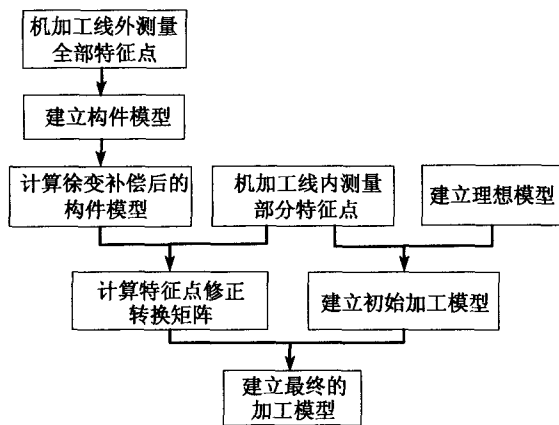 机加工线外测量
全部特征点
建立构件模型
计算徐变补偿后的
构件模型
机加工线内测量
部分特征点
建立理想模型
计算特征点修正
转换矩阵
建立初始加工模型
建立最终的
加工模型